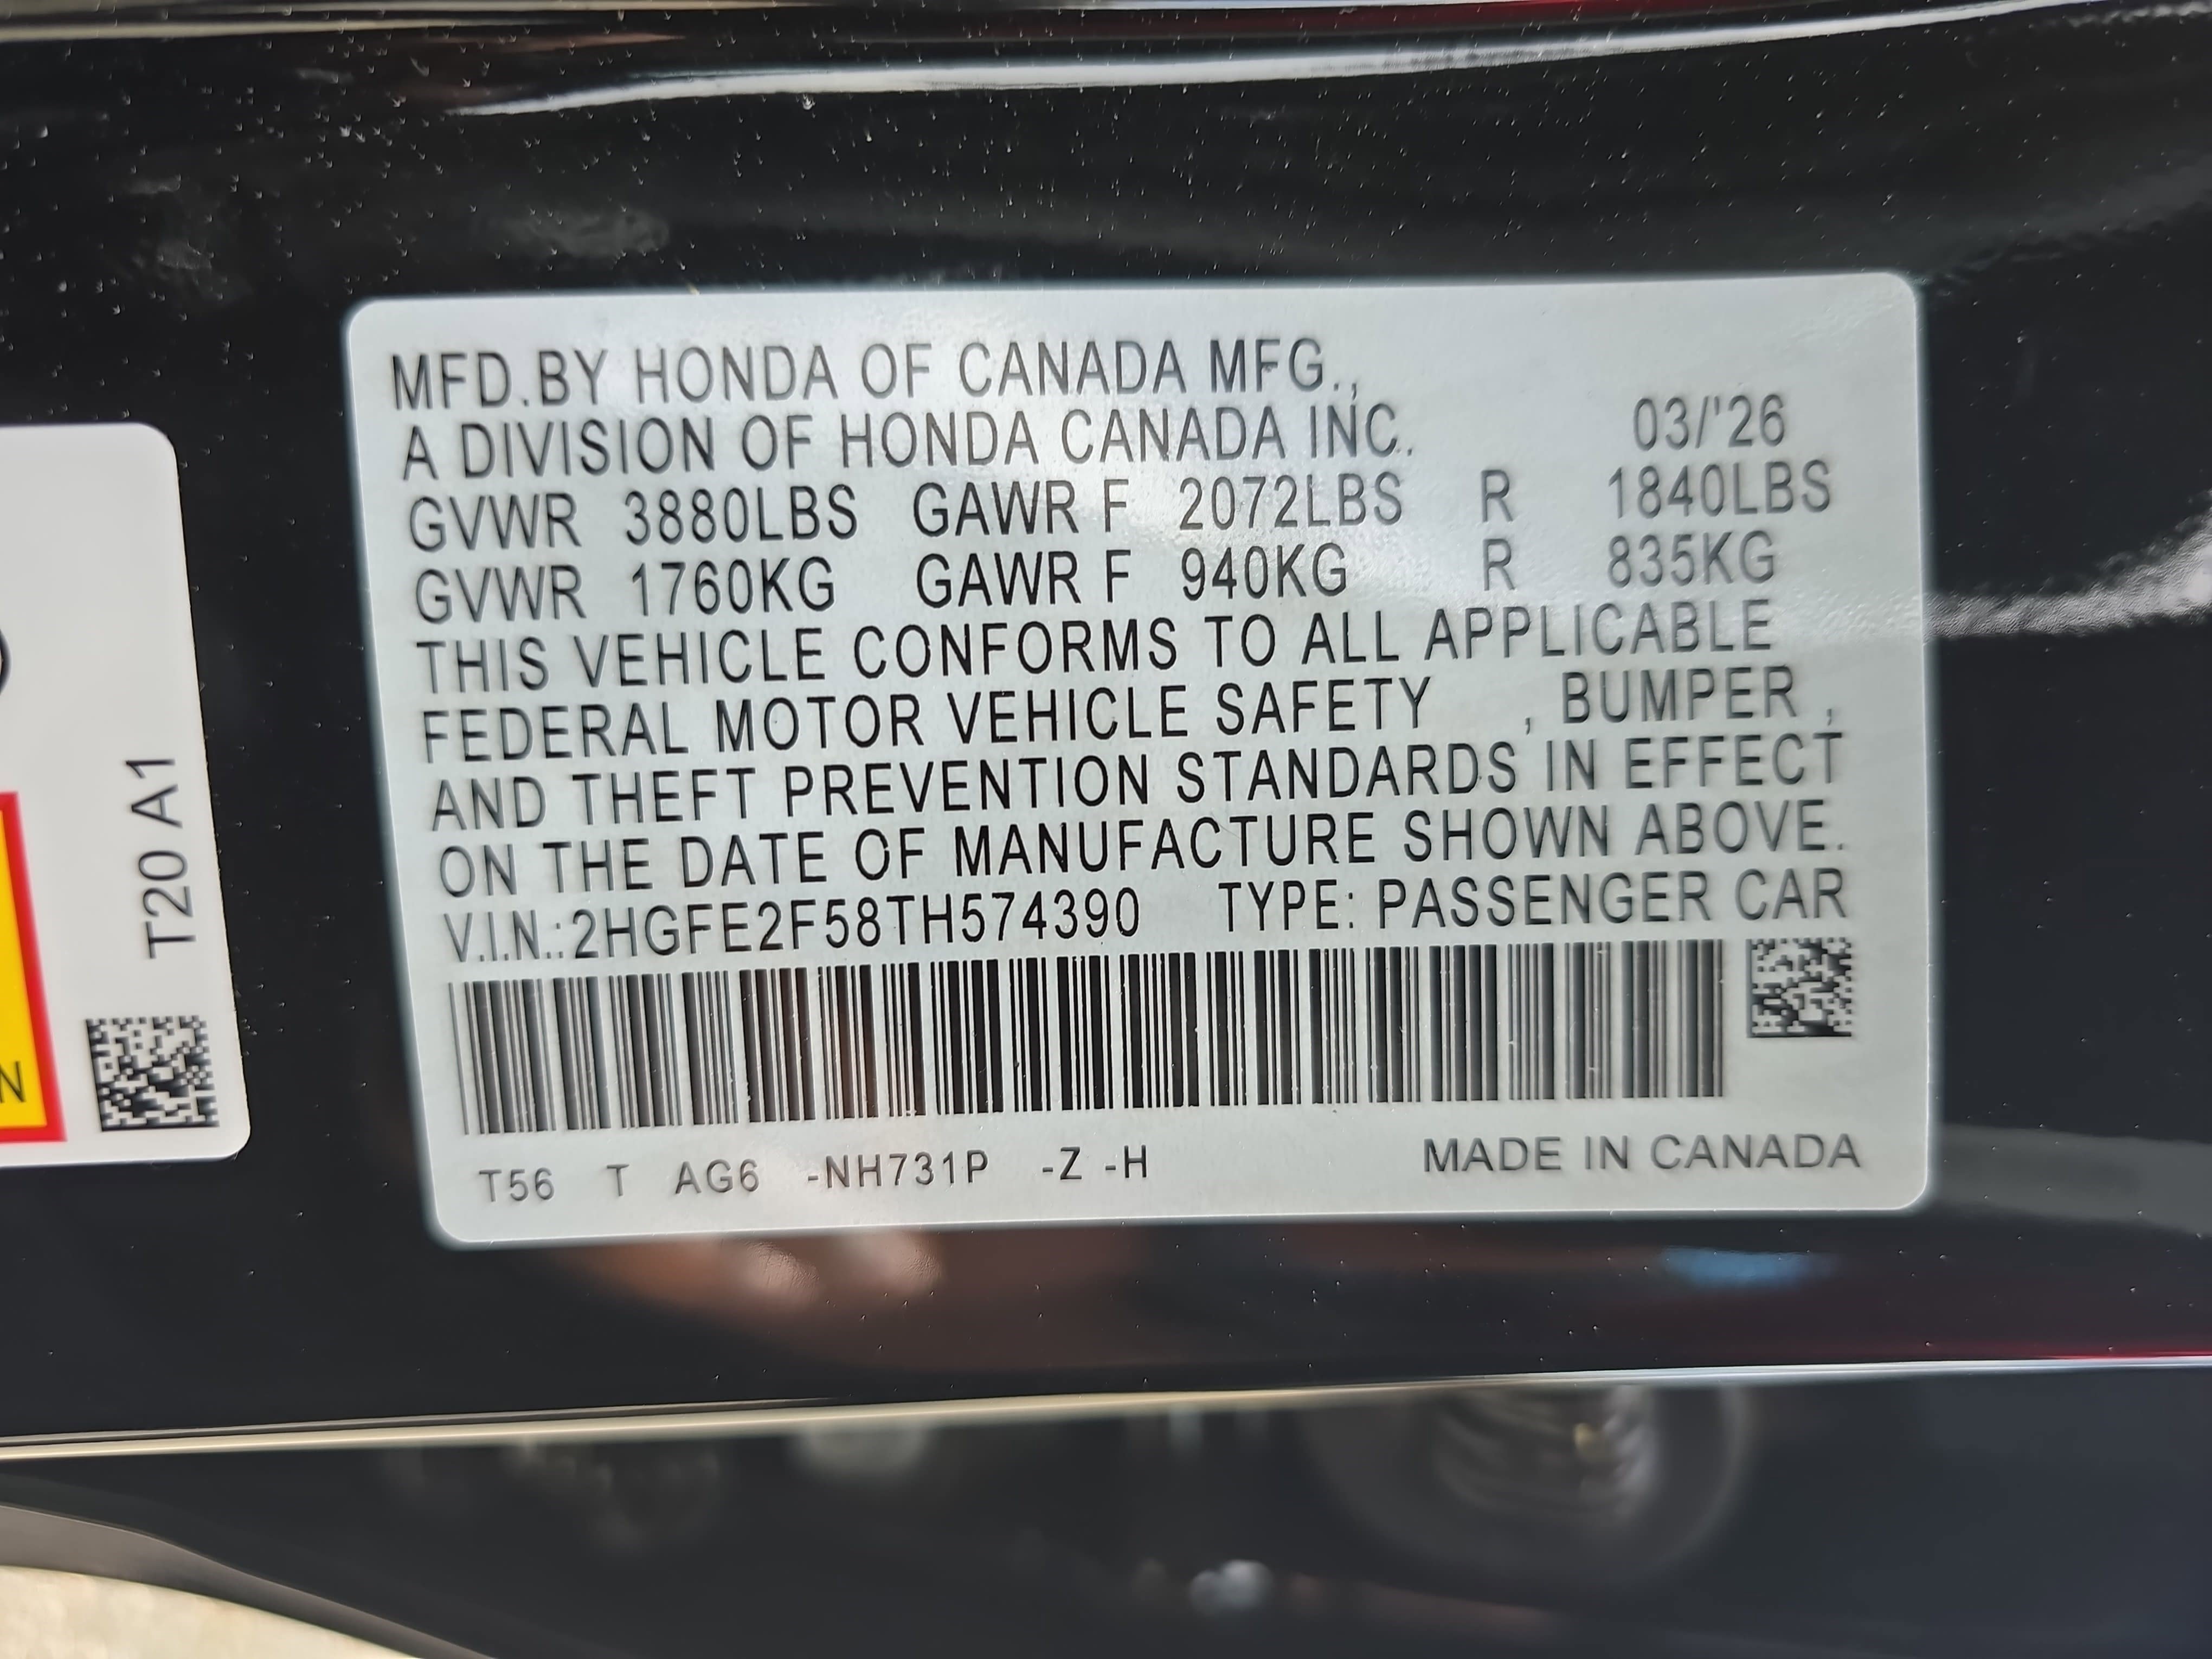 MFD.BY HONDA OF CANADA MFG.,
A DIVISION OF HONDA CANADA INC. 03/'26
GVWR 3880LBS GAWR F 2072LBS R 1840LBS
GVWR 1760KG GAWR F 940KG R 835KG
THIS VEHICLE CONFORMS TO ALL APPLICABLE
FEDERAL MOTOR VEHICLE SAFETY , BUMPER ,
AND THEFT PREVENTION STANDARDS IN EFFECT
ON THE DATE OF MANUFACTURE SHOWN ABOVE.
V.I.N.:2HGFE2F58TH574390 TYPE: PASSENGER CAR
T56 T AG6 -NH731P -Z -H MADE IN CANADA
T20 A1
N